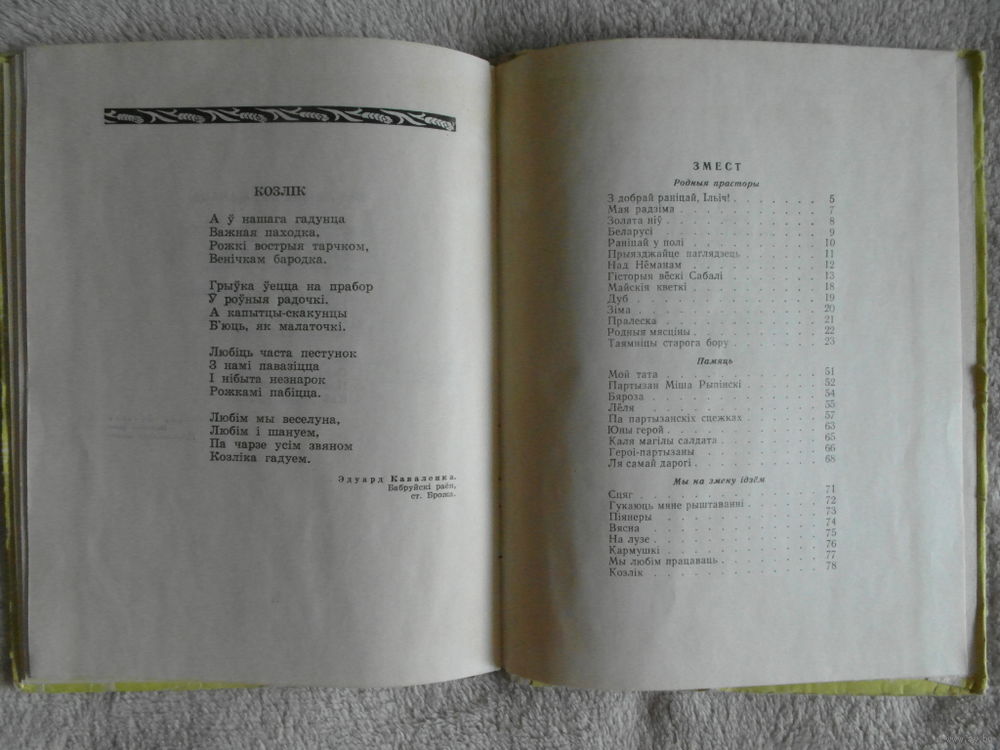 КОЗЛІК
А ў нашага гадунца
Важная паходка,
Рожкі вострыя тарчком,
Венічкам бародка.
Грыўка ўецца на прабор
Ў роўныя радочкі.
А капытцы-скакунцы
Б'юць, як малаточкі.
Любіць часта пестунок
З намі павазіцца
І нібыта незнарок
Рожкамі пабіцца.
Любім мы весялуна,
Любім і шануем,
Па чарзе усім звяном
Козліка гадуем.
Эдуард Каваленка.
Бабруйскі раён,
ст. Брожа.
ЗМЕСТ
Родныя прасторы
З добрай раніцай, Ільіч! 5
Мая радзіма 7
Золата ніў 8
Беларусі 9
Раніцай у полі 10
Прыязджайце паглядзець 11
Над Нёманам 12
Гісторыя вёскі Сабалі 13
Майскія кветкі 18
Дуб 19
Зіма 20
Пралеска 21
Родныя мясціны 22
Таямніцы старога бору 23
Памяць
Мой тата 51
Партызан Міша Рыпінскі 52
Бяроза 54
Лёля 55
Па партызанскіх сцежках 57
Юны герой 63
Каля магілы салдата 65
Героі-партызаны 66
Ля самай дарогі 68
Мы на змену ідзём
Сцяг 71
Гукаюць мяне рыштаванні 72
Піянеры 73
Вясна 74
На лузе 75
Кармушкі 76
Мы любім працаваць 77
Козлік 78